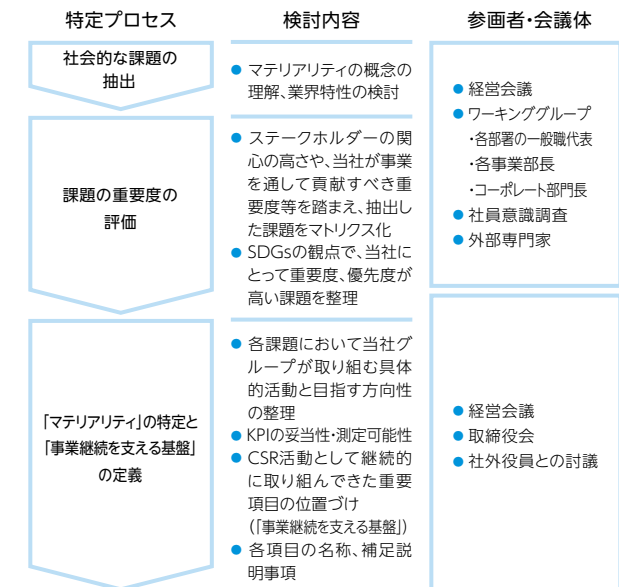 特定プロセス
検討内容
参画者・会議体
社会的な課題の
抽出
● マテリアリティの概念の
理解、業界特性の検討
課題の重要度の
評価
● ステークホルダーの関
心の高さや、当社が事業
を通して貢献すべき重
要度等を踏まえ、抽出し
た課題をマトリクス化
● SDGsの観点で、当社に
とって重要度、優先度が
高い課題を整理
● 経営会議
● ワーキンググループ
・各部署の一般職代表
・各事業部長
・コーポレート部門長
● 社員意識調査
● 外部専門家
「マテリアリティ」の特定と
「事業継続を支える基盤」
の定義
● 各課題において当社グ
ループが取り組む具体
的活動と目指す方向性
の整理
● KPIの妥当性・測定可能性
● CSR活動として継続的
に取り組んできた重要
項目の位置づけ
(「事業継続を支える基盤」)
● 各項目の名称、補足説
明事項
● 経営会議
● 取締役会
● 社外役員との討議